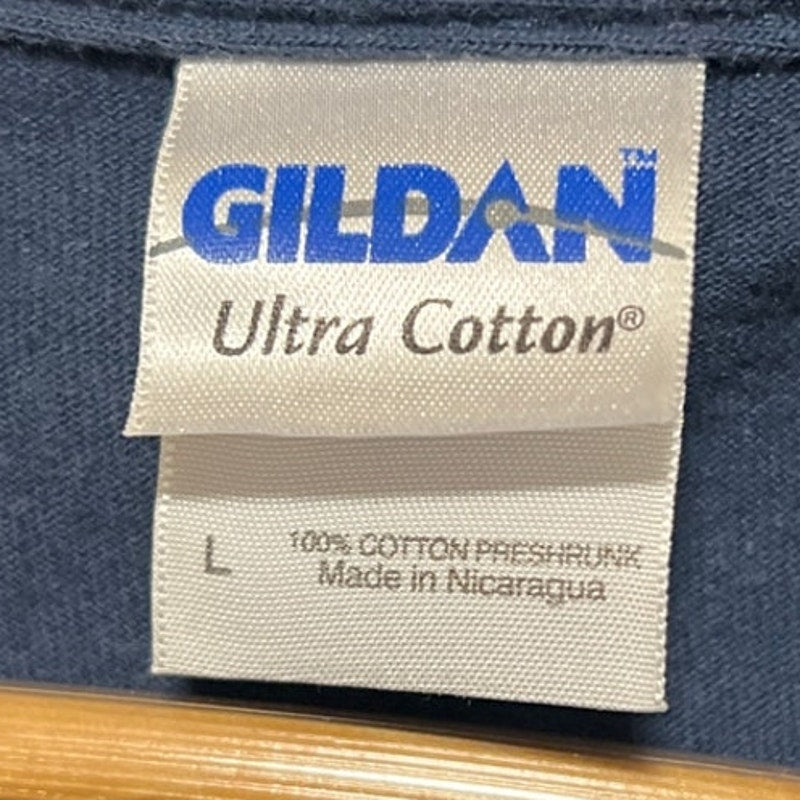 GILDAN™
Ultra Cotton®
L 100% COTTON PRESHRUNK
Made in Nicaragua